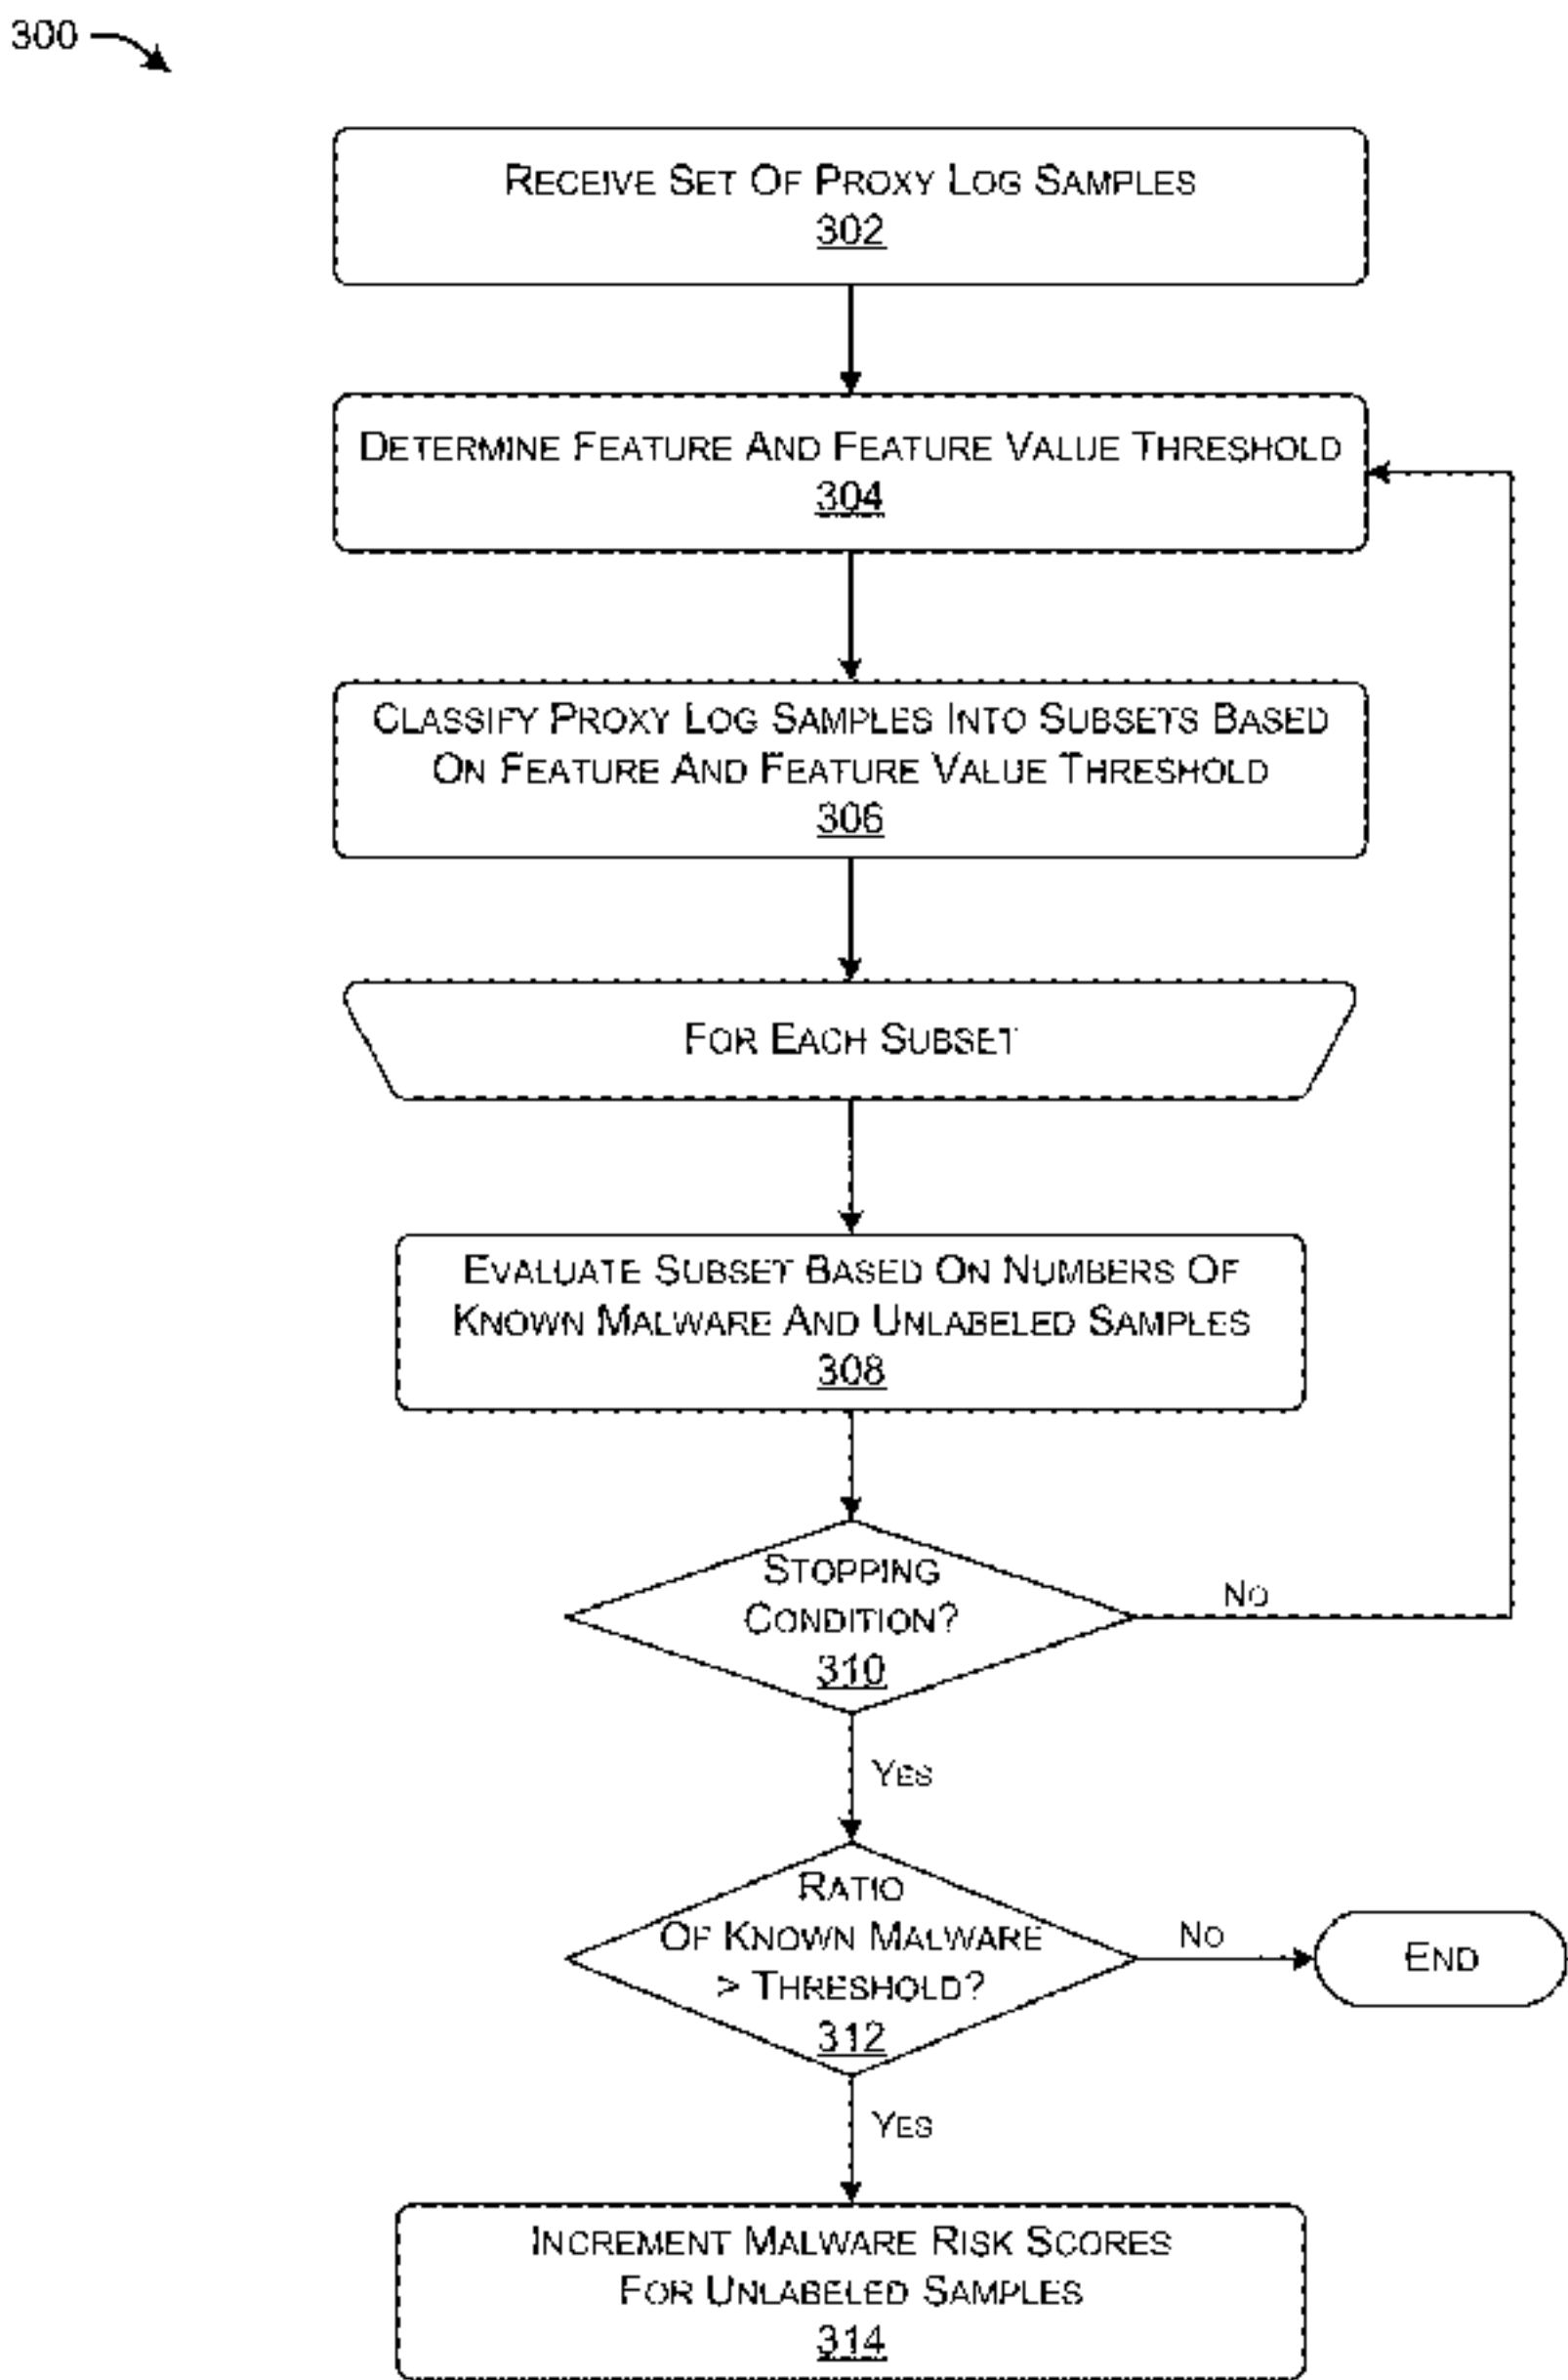 300
RECEIVE SET OF PROXY LOG SAMPLES
302
DETERMINE FEATURE AND FEATURE VALUE THRESHOLD
304
CLASSIFY PROXY LOG SAMPLES INTO SUBSETS BASED
ON FEATURE AND FEATURE VALUE THRESHOLD
306
FOR EACH SUBSET
EVALUATE SUBSET BASED ON NUMBERS OF
KNOWN MALWARE AND UNLABELED SAMPLES
308
STOPPING
CONDITION?
310
NO
YES
RATIO
OF KNOWN MALWARE
> THRESHOLD?
312
NO
END
YES
INCREMENT MALWARE RISK SCORES
FOR UNLABELED SAMPLES
314